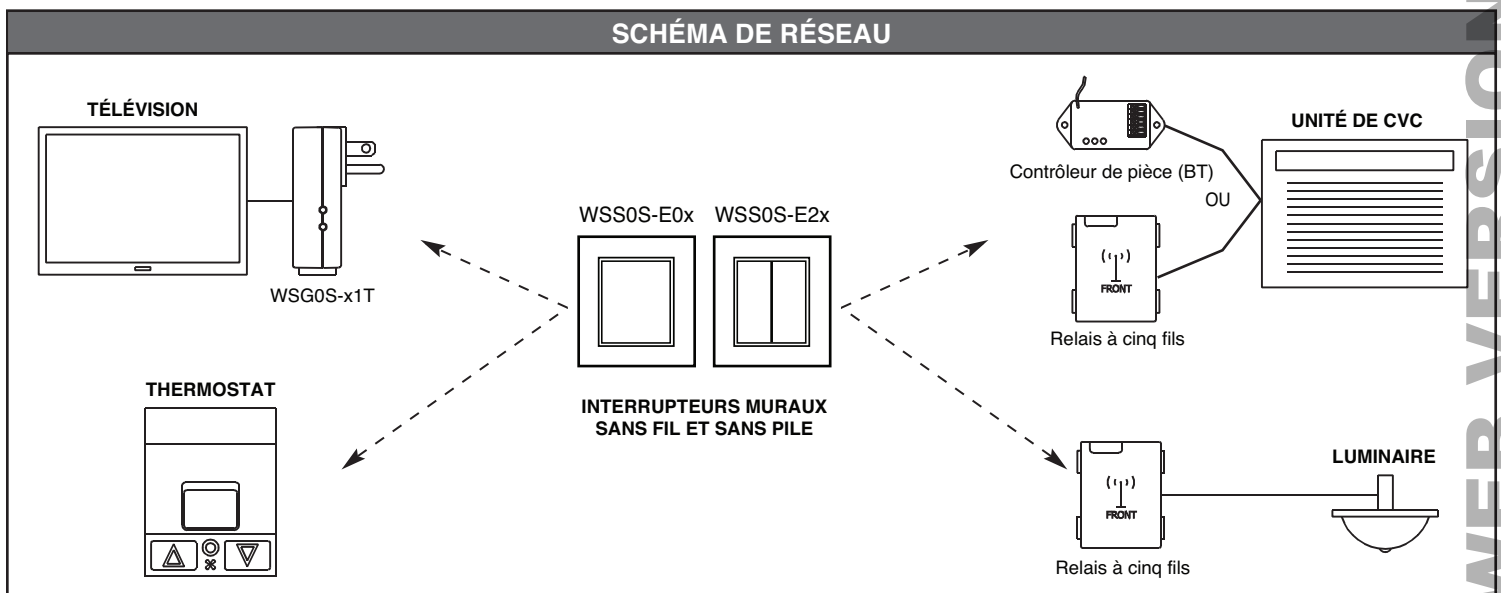 SCHÉMA DE RÉSEAU
TÉLÉVISION
WSG0S-x1T
THERMOSTAT
WSS0S-E0x
WSS0S-E2x
INTERRUPTEURS MURAUX
SANS FIL ET SANS PILE
Contrôleur de pièce (BT)
OU
FRONT
Relais à cinq fils
UNITÉ DE CVC
FRONT
Relais à cinq fils
LUMINAIRE
VERSION